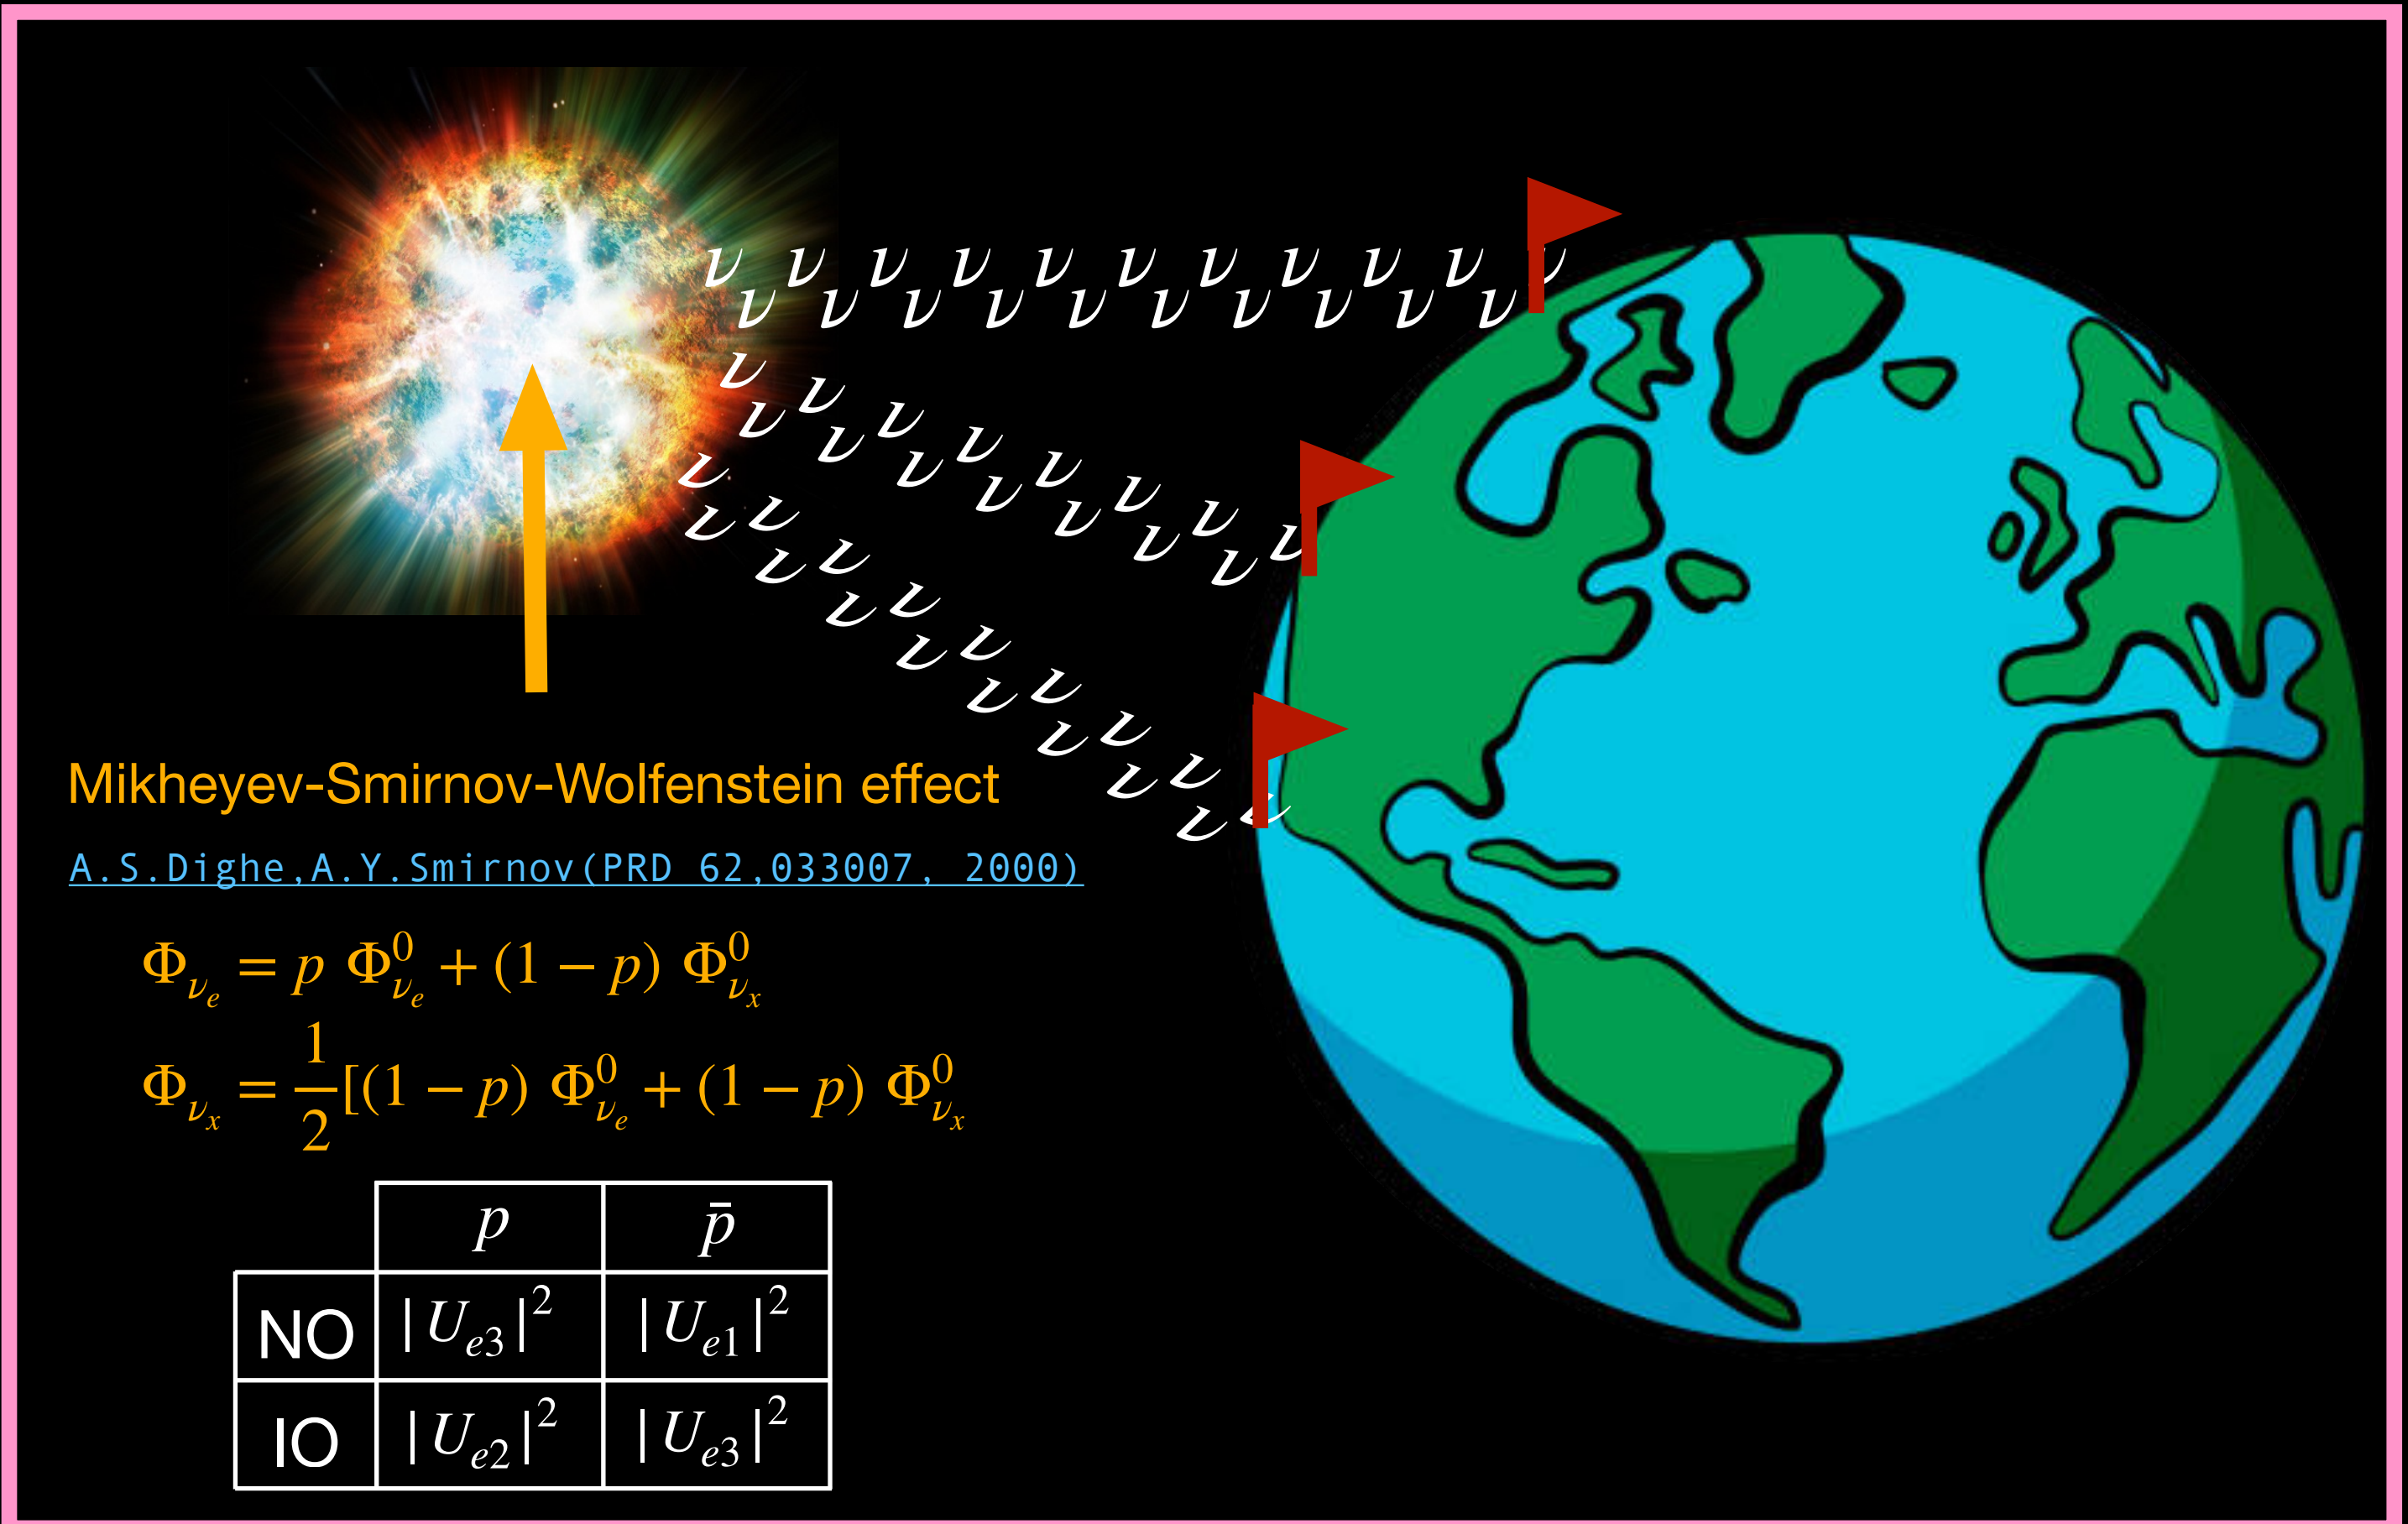 ν ν ν ν ν ν ν ν ν ν ν
ν ν ν ν ν ν ν ν ν ν
ν ν ν ν ν ν ν ν
ν ν ν ν ν ν ν
ν ν ν ν ν ν ν ν ν
ν ν ν ν ν ν ν ν
Mikheyev-Smirnov-Wolfenstein effect
A.S.Dighe,A.Y.Smirnov(PRD 62,033007, 2000)
Φ_{ν_e} = p Φ^0_{ν_e} + (1 − p) Φ^0_{ν_x}
Φ_{ν_x} = \frac{1}{2}[(1 − p) Φ^0_{ν_e} + (1 − p) Φ^0_{ν_x}
p p̄
NO |U_{e3}|^2 |U_{e1}|^2
IO |U_{e2}|^2 |U_{e3}|^2